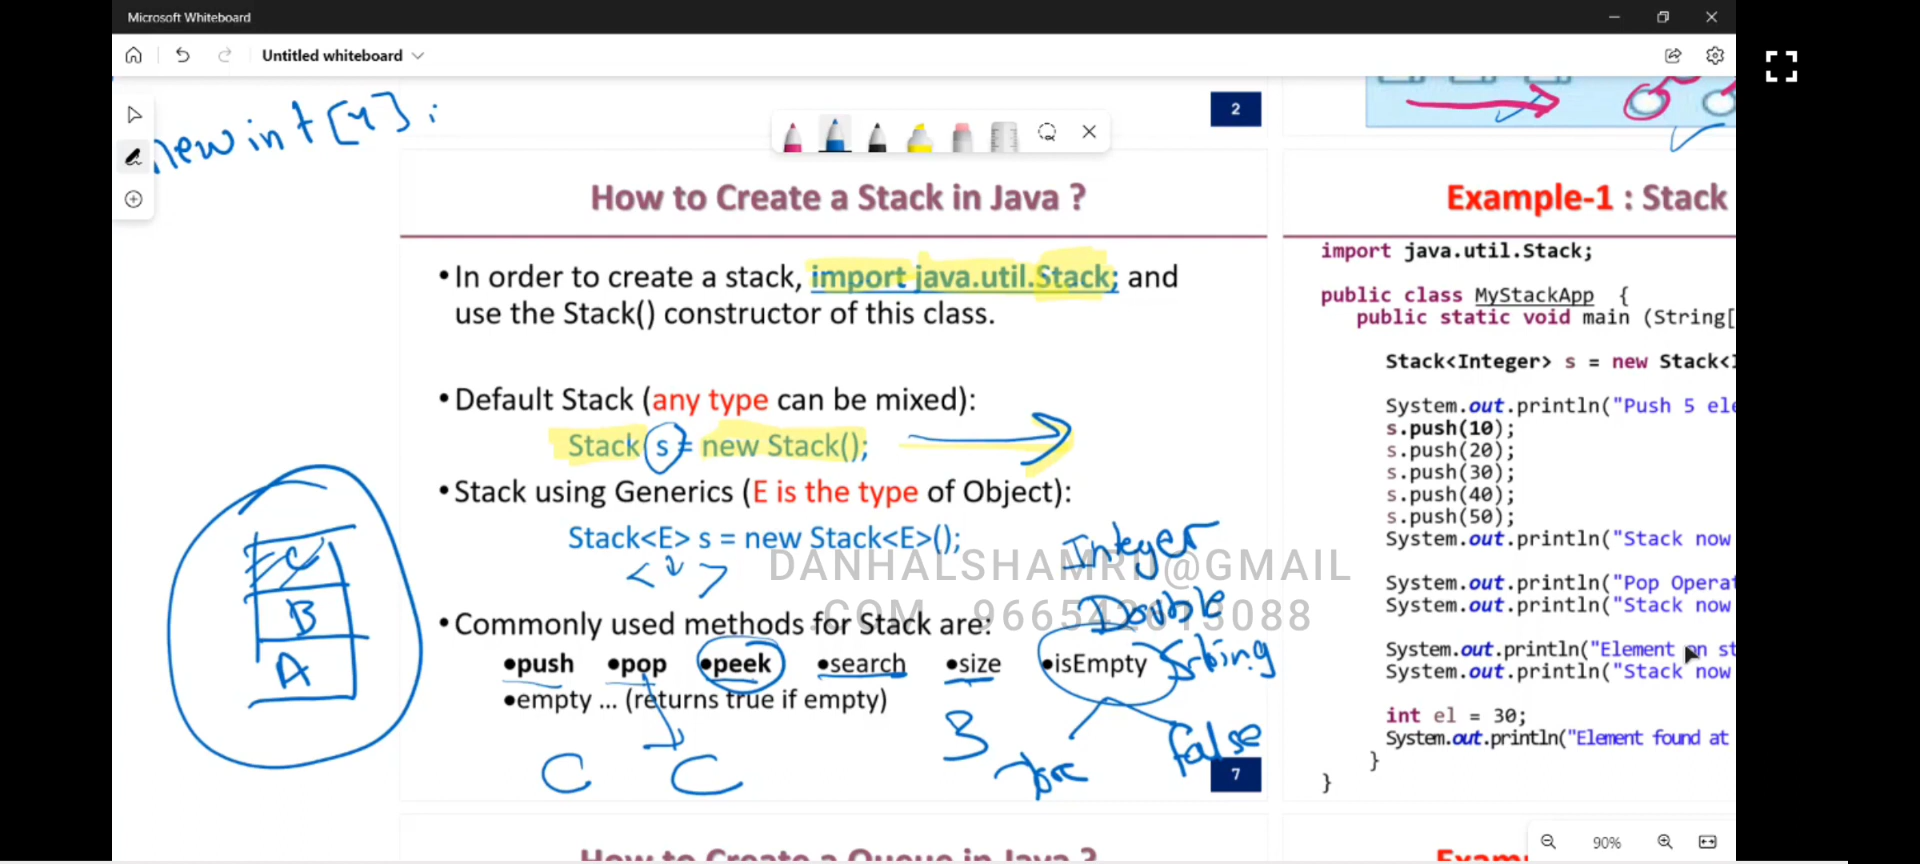 Microsoft Whiteboard
Untitled whiteboard
new int [4] ;
2
How to Create a Stack in Java ?
• In order to create a stack, import java.util.Stack; and
use the Stack() constructor of this class.
• Default Stack (any type can be mixed):
Stack s = new Stack();
• Stack using Generics (E is the type of Object):
Stack<E> s = new Stack<E>();
< >
Integer
Double
String
DANHALSHAMRI@GMAIL
• Commonly used methods for Stack are:
•push •pop •peek •search •size •isEmpty
•empty ... (returns true if empty)
C
B
A
C C 3 false
7
Example-1 : Stack
import java.util.Stack;
public class MyStackApp {
public static void main (String[
Stack<Integer> s = new Stack<I
System.out.println("Push 5 ele
s.push(10);
s.push(20);
s.push(30);
s.push(40);
s.push(50);
System.out.println("Stack now
System.out.println("Pop Operat
System.out.println("Stack now
System.out.println("Element on st
System.out.println("Stack now
int el = 30;
System.out.println("Element found at
}
}
How to Create a Queue in Java ?
Exam
90%